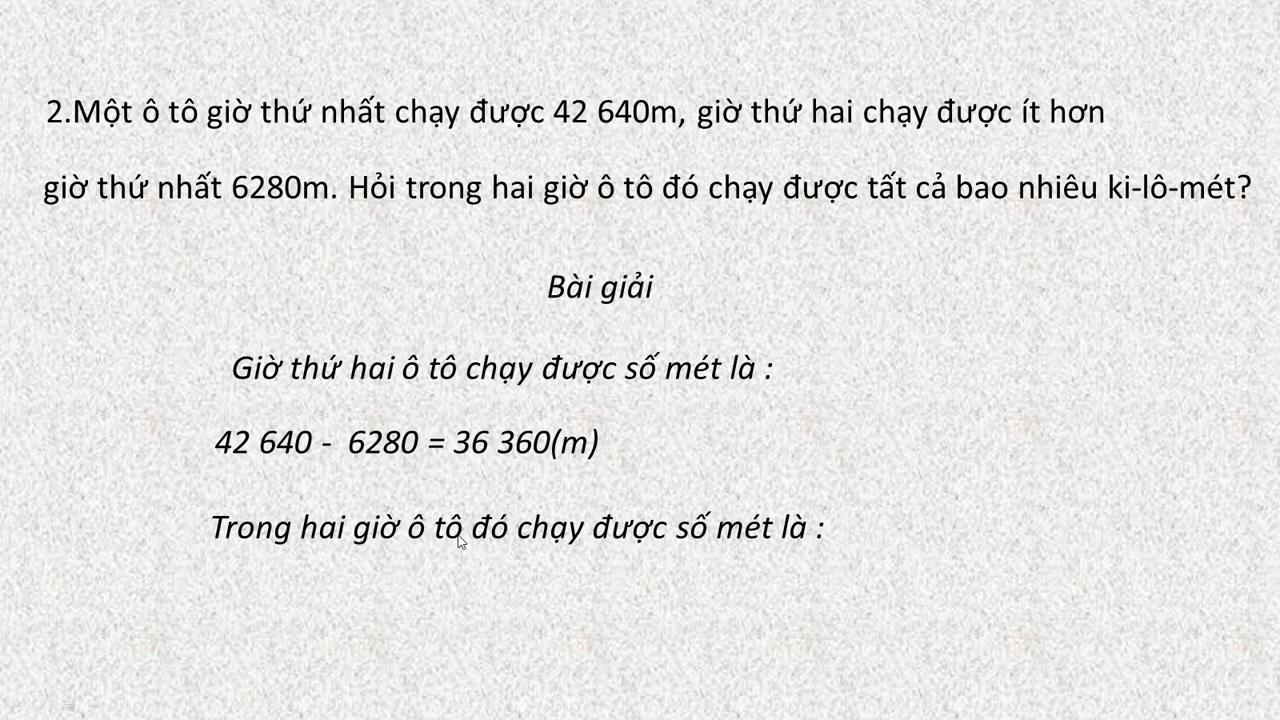 2.Một ô tô giờ thứ nhất chạy được 42 640m, giờ thứ hai chạy được ít hơn
giờ thứ nhất 6280m. Hỏi trong hai giờ ô tô đó chạy được tất cả bao nhiêu ki-lô-mét?
Bài giải
Giờ thứ hai ô tô chạy được số mét là :
42 640 - 6280 = 36 360(m)
Trong hai giờ ô tô đó chạy được số mét là :